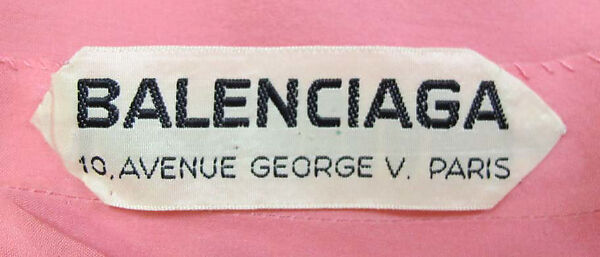 BALENCIAGA
10, AVENUE GEORGE V. PARIS